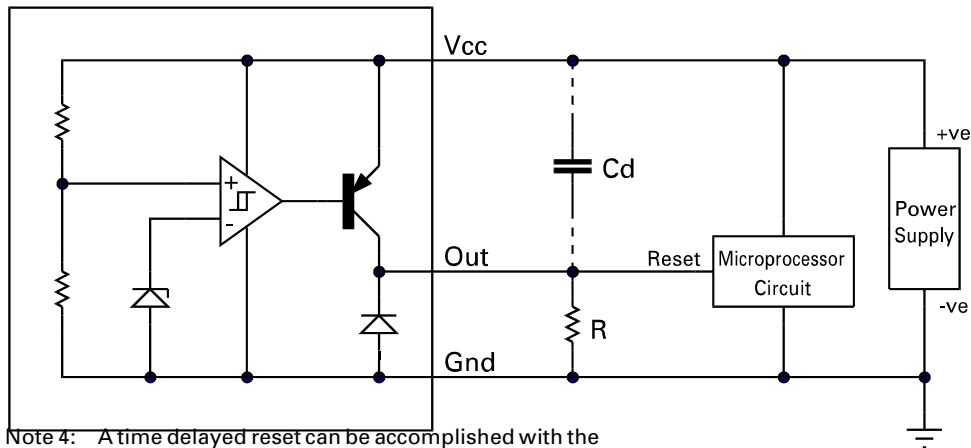 Vcc
+ve
Cd
+
-
Power
Supply
Out
Reset
Microprocessor
Circuit
-ve
R
Gnd
Note 4: A time delayed reset can be accomplished with the